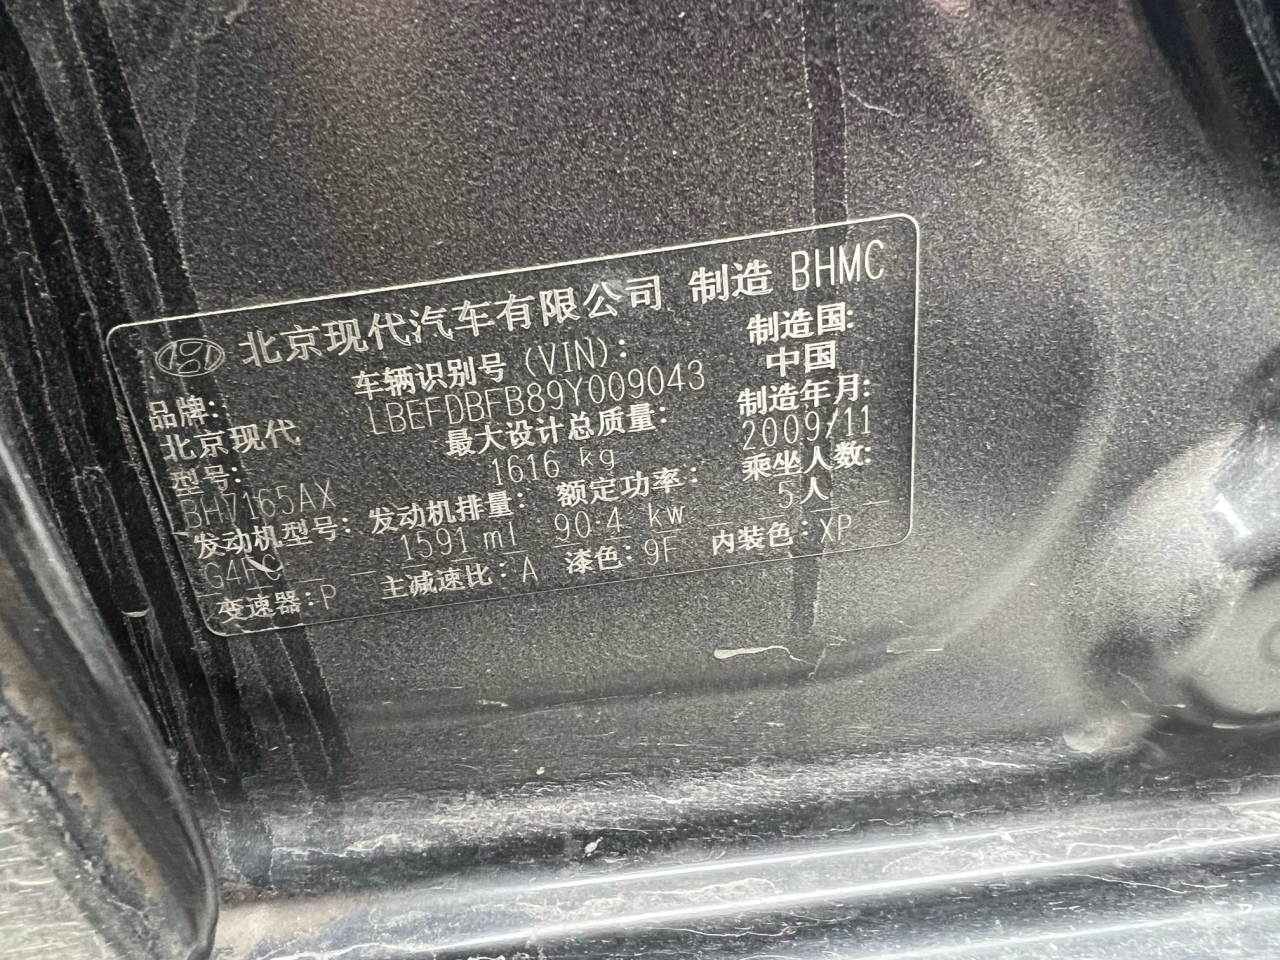 北京现代汽车有限公司 制造 BHMC
品牌: 车辆识别号 (VIN): 制造国:
北京现代 LBEFDBFB89Y009043 中国
型号: 最大设计总质量: 制造年月:
BH7165AX 1616 kg 2009/11
发动机型号: 发动机排量: 额定功率: 乘坐人数:
G4FC 1591 ml 90.4 kw 5人
变速器:P 主减速比:A 漆色:9F 内装色:XP